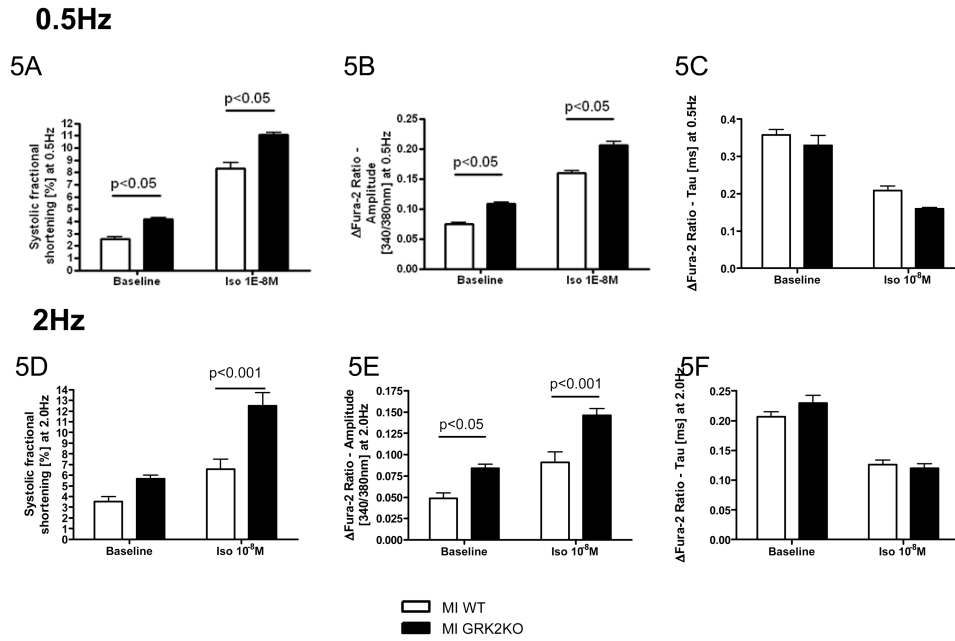 0.5Hz
5A
Systolic fractional
shortening [%] at 0.5Hz
11
10
9
8
7
6
5
4
3
2
1
0
p<0.05
p<0.05
Baseline
Iso 1E-8M
5B
ΔFura-2 Ratio -
Amplitude
[340/380nm] at 0.5Hz
0.25
0.20
0.15
0.10
0.05
0.00
p<0.05
p<0.05
Baseline
Iso 1E-8M
5C
ΔFura-2 Ratio - Tau [ms] at 0.5Hz
0.4
0.3
0.2
0.1
0.0
Baseline
Iso 10⁻⁸M
2Hz
5D
Systolic fractional
shortening [%] at 2.0Hz
14
13
12
11
10
9
8
7
6
5
4
3
2
1
0
p<0.001
Baseline
Iso 10⁻⁸M
5E
ΔFura-2 Ratio - Amplitude
[340/380nm] at 2.0Hz
0.175
0.150
0.125
0.100
0.075
0.050
0.025
0.000
p<0.05
p<0.001
Baseline
Iso 10⁻⁸M
5F
ΔFura-2 Ratio - Tau [ms] at 2.0Hz
0.25
0.20
0.15
0.10
0.05
0.00
Baseline
Iso 10⁻⁸M
MI WT
MI GRK2KO